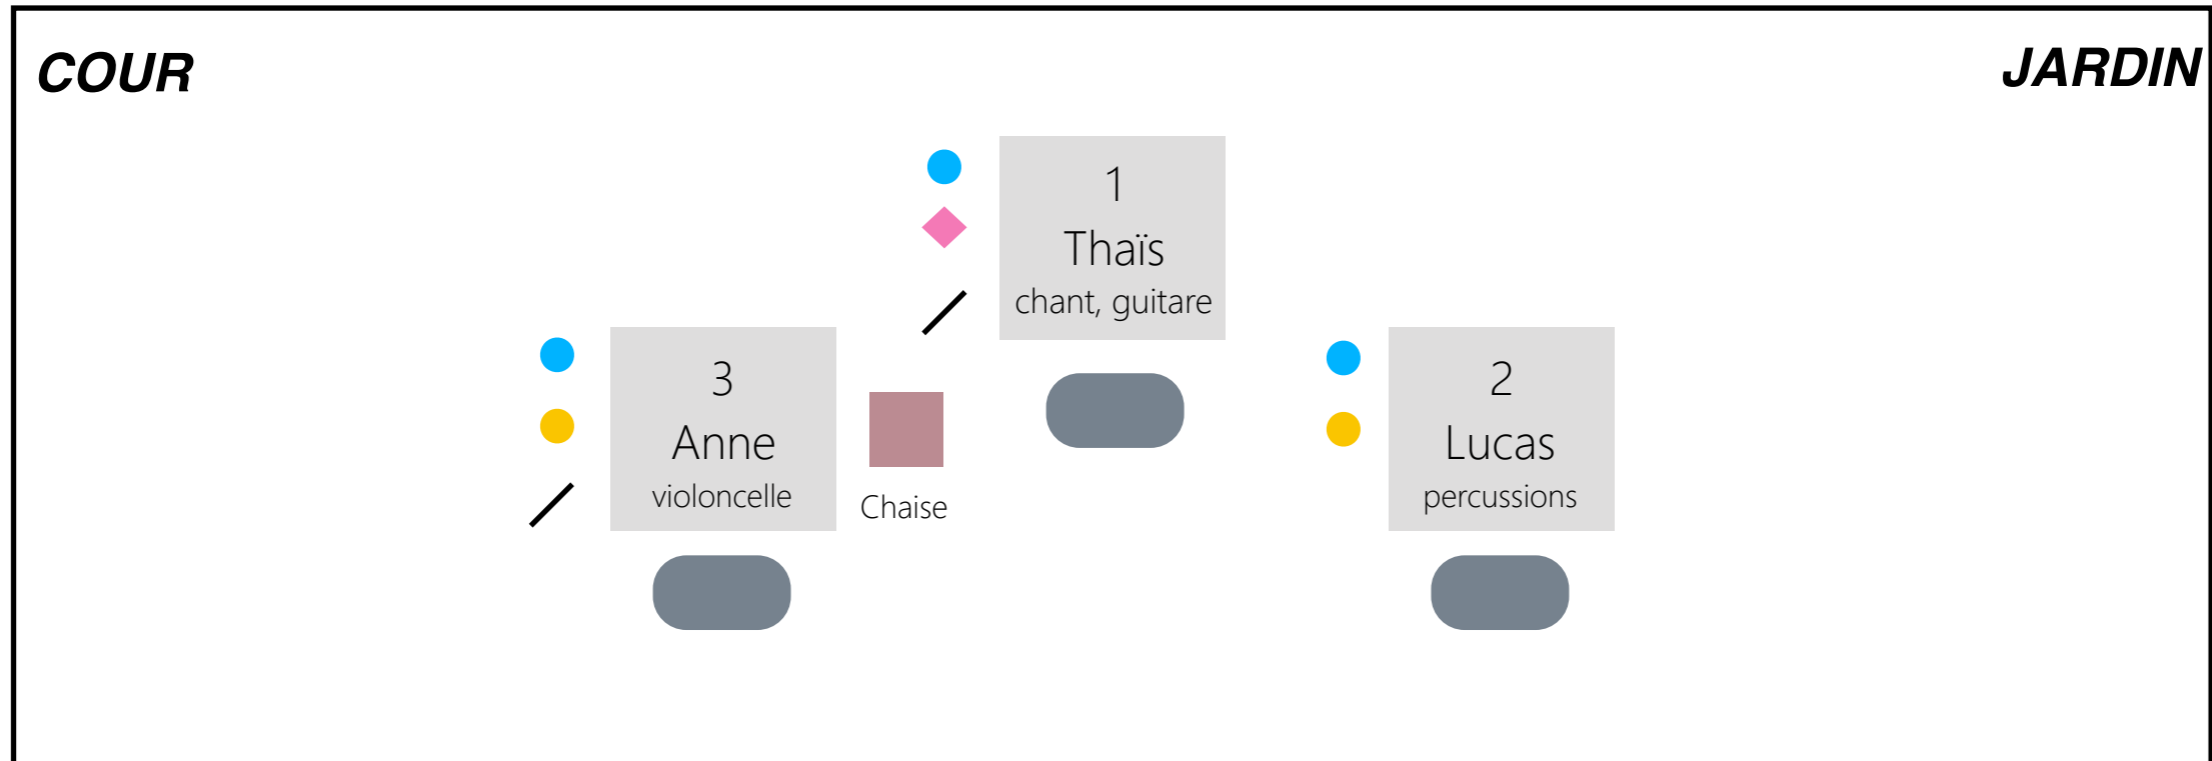 COUR
JARDIN
1
Thaïs
chant, guitare
3
Anne
violoncelle
Chaise
2
Lucas
percussions